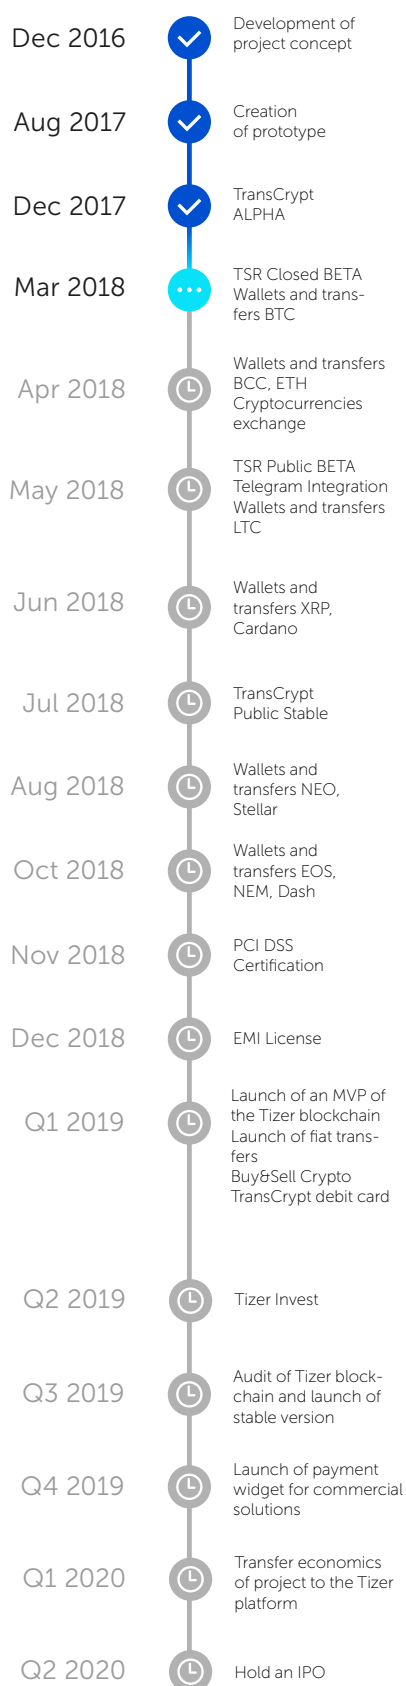 Dec 2016
Development of
project concept
Aug 2017
Creation
of prototype
Dec 2017
TransCrypt
ALPHA
Mar 2018
TSR Closed BETA
Wallets and trans-
fers BTC
Apr 2018
Wallets and transfers
BCC, ETH
Cryptocurrencies
exchange
May 2018
TSR Public BETA
Telegram Integration
Wallets and transfers
LTC
Jun 2018
Wallets and
transfers XRP,
Cardano
Jul 2018
TransCrypt
Public Stable
Aug 2018
Wallets and
transfers NEO,
Stellar
Oct 2018
Wallets and
transfers EOS,
NEM, Dash
Nov 2018
PCI DSS
Certification
Dec 2018
EMI License
Q1 2019
Launch of an MVP of
the Tizer blockchain
Launch of fiat trans-
fers
Buy&Sell Crypto
TransCrypt debit card
Q2 2019
Tizer Invest
Q3 2019
Audit of Tizer block-
chain and launch of
stable version
Q4 2019
Launch of payment
widget for commercial
solutions
Q1 2020
Transfer economics
of project to the Tizer
platform
Q2 2020
Hold an IPO